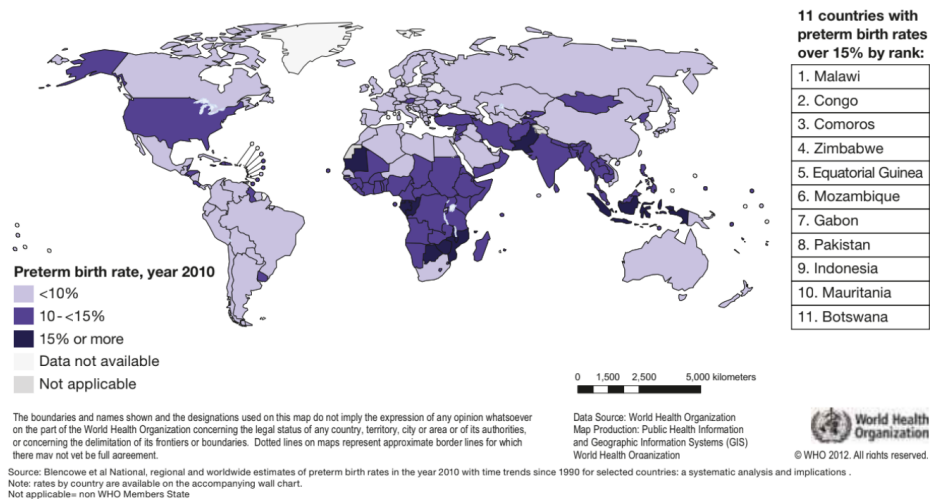 11 countries with
preterm birth rates
over 15% by rank:
1. Malawi
2. Congo
3. Comoros
4. Zimbabwe
5. Equatorial Guinea
6. Mozambique
7. Gabon
8. Pakistan
9. Indonesia
10. Mauritania
11. Botswana
Preterm birth rate, year 2010
<10%
10-<15%
15% or more
Data not available
Not applicable
0 1,500 2,500 5,000 kilometers
The boundaries and names shown and the designations used on this map do not imply the expression of any opinion whatsoever
on the part of the World Health Organization concerning the legal status of any country, territory, city or area or of its authorities,
or concerning the delimitation of its frontiers or boundaries. Dotted lines on maps represent approximate border lines for which
there may not yet be full agreement.
Data Source: World Health Organization
Map Production: Public Health Information
and Geographic Information Systems (GIS)
World Health Organization
World Health
Organization
© WHO 2012. All rights reserved.
Source: Blencowe et al National, regional and worldwide estimates of preterm birth rates in the year 2010 with time trends since 1990 for selected countries: a systematic analysis and implications .
Note: rates by country are available on the accompanying wall chart.
Not applicable= non WHO Members State